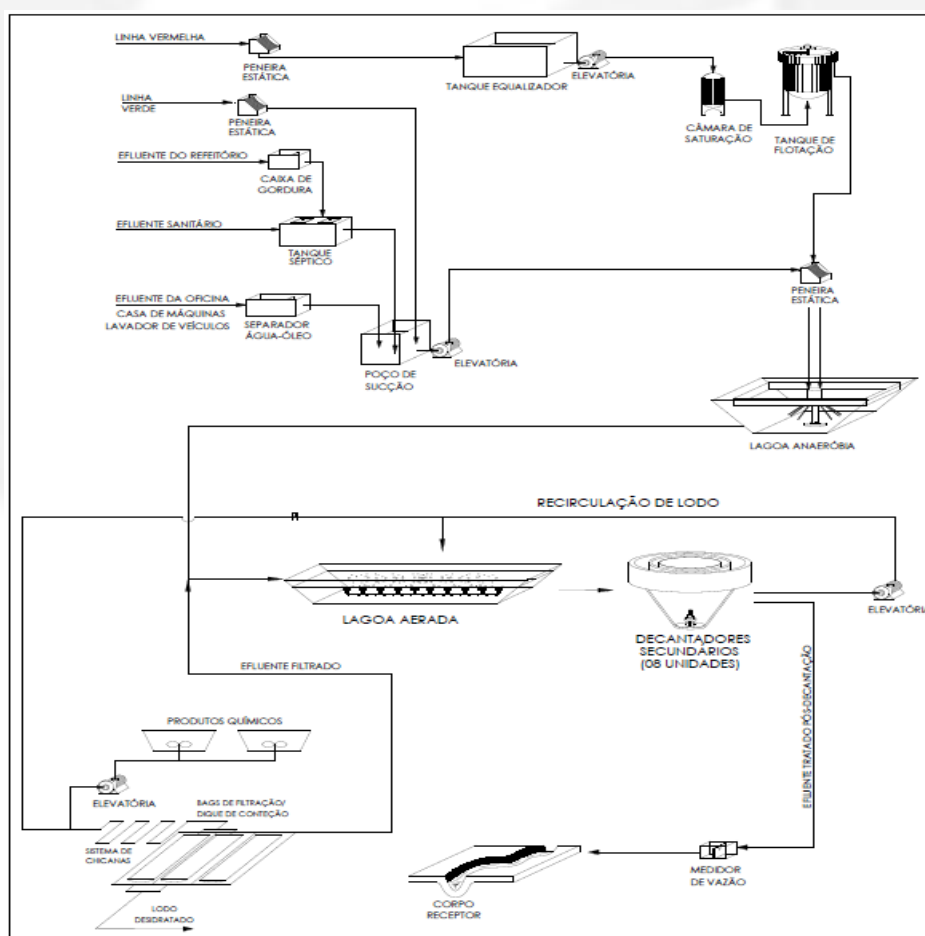 LINHA VERMELHA
PENEIRA
ESTÁTICA
TANQUE EQUALIZADOR
ELEVATÓRIA
CÂMARA DE
SATURAÇÃO
TANQUE DE
FLOTAÇÃO
LINHA
VERDE
PENEIRA
ESTÁTICA
EFLUENTE DO REFEITÓRIO
CAIXA DE
GORDURA
EFLUENTE SANITÁRIO
TANQUE
SÉPTICO
EFLUENTE DA OFICINA
CASA DE MÁQUINAS
LAVADOR DE VEÍCULOS
SEPARADOR
ÁGUA-ÓLEO
POÇO DE
SUCÇÃO
ELEVATÓRIA
PENEIRA
ESTÁTICA
LAGOA ANAERÓBIA
RECIRCULAÇÃO DE LODO
LAGOA AERADA
DECANTADORES
SECUNDÁRIOS
(08 UNIDADES)
ELEVATÓRIA
EFLUENTE TRATADO PÓS-DECANTAÇÃO
EFLUENTE FILTRADO
PRODUTOS QUÍMICOS
ELEVATÓRIA
BAGS DE FILTRAÇÃO/
DIQUE DE CONTEÇÃO
SISTEMA DE
CHICANAS
LODO
DESIDRATADO
CORPO
RECEPTOR
MEDIDOR
DE VAZÃO